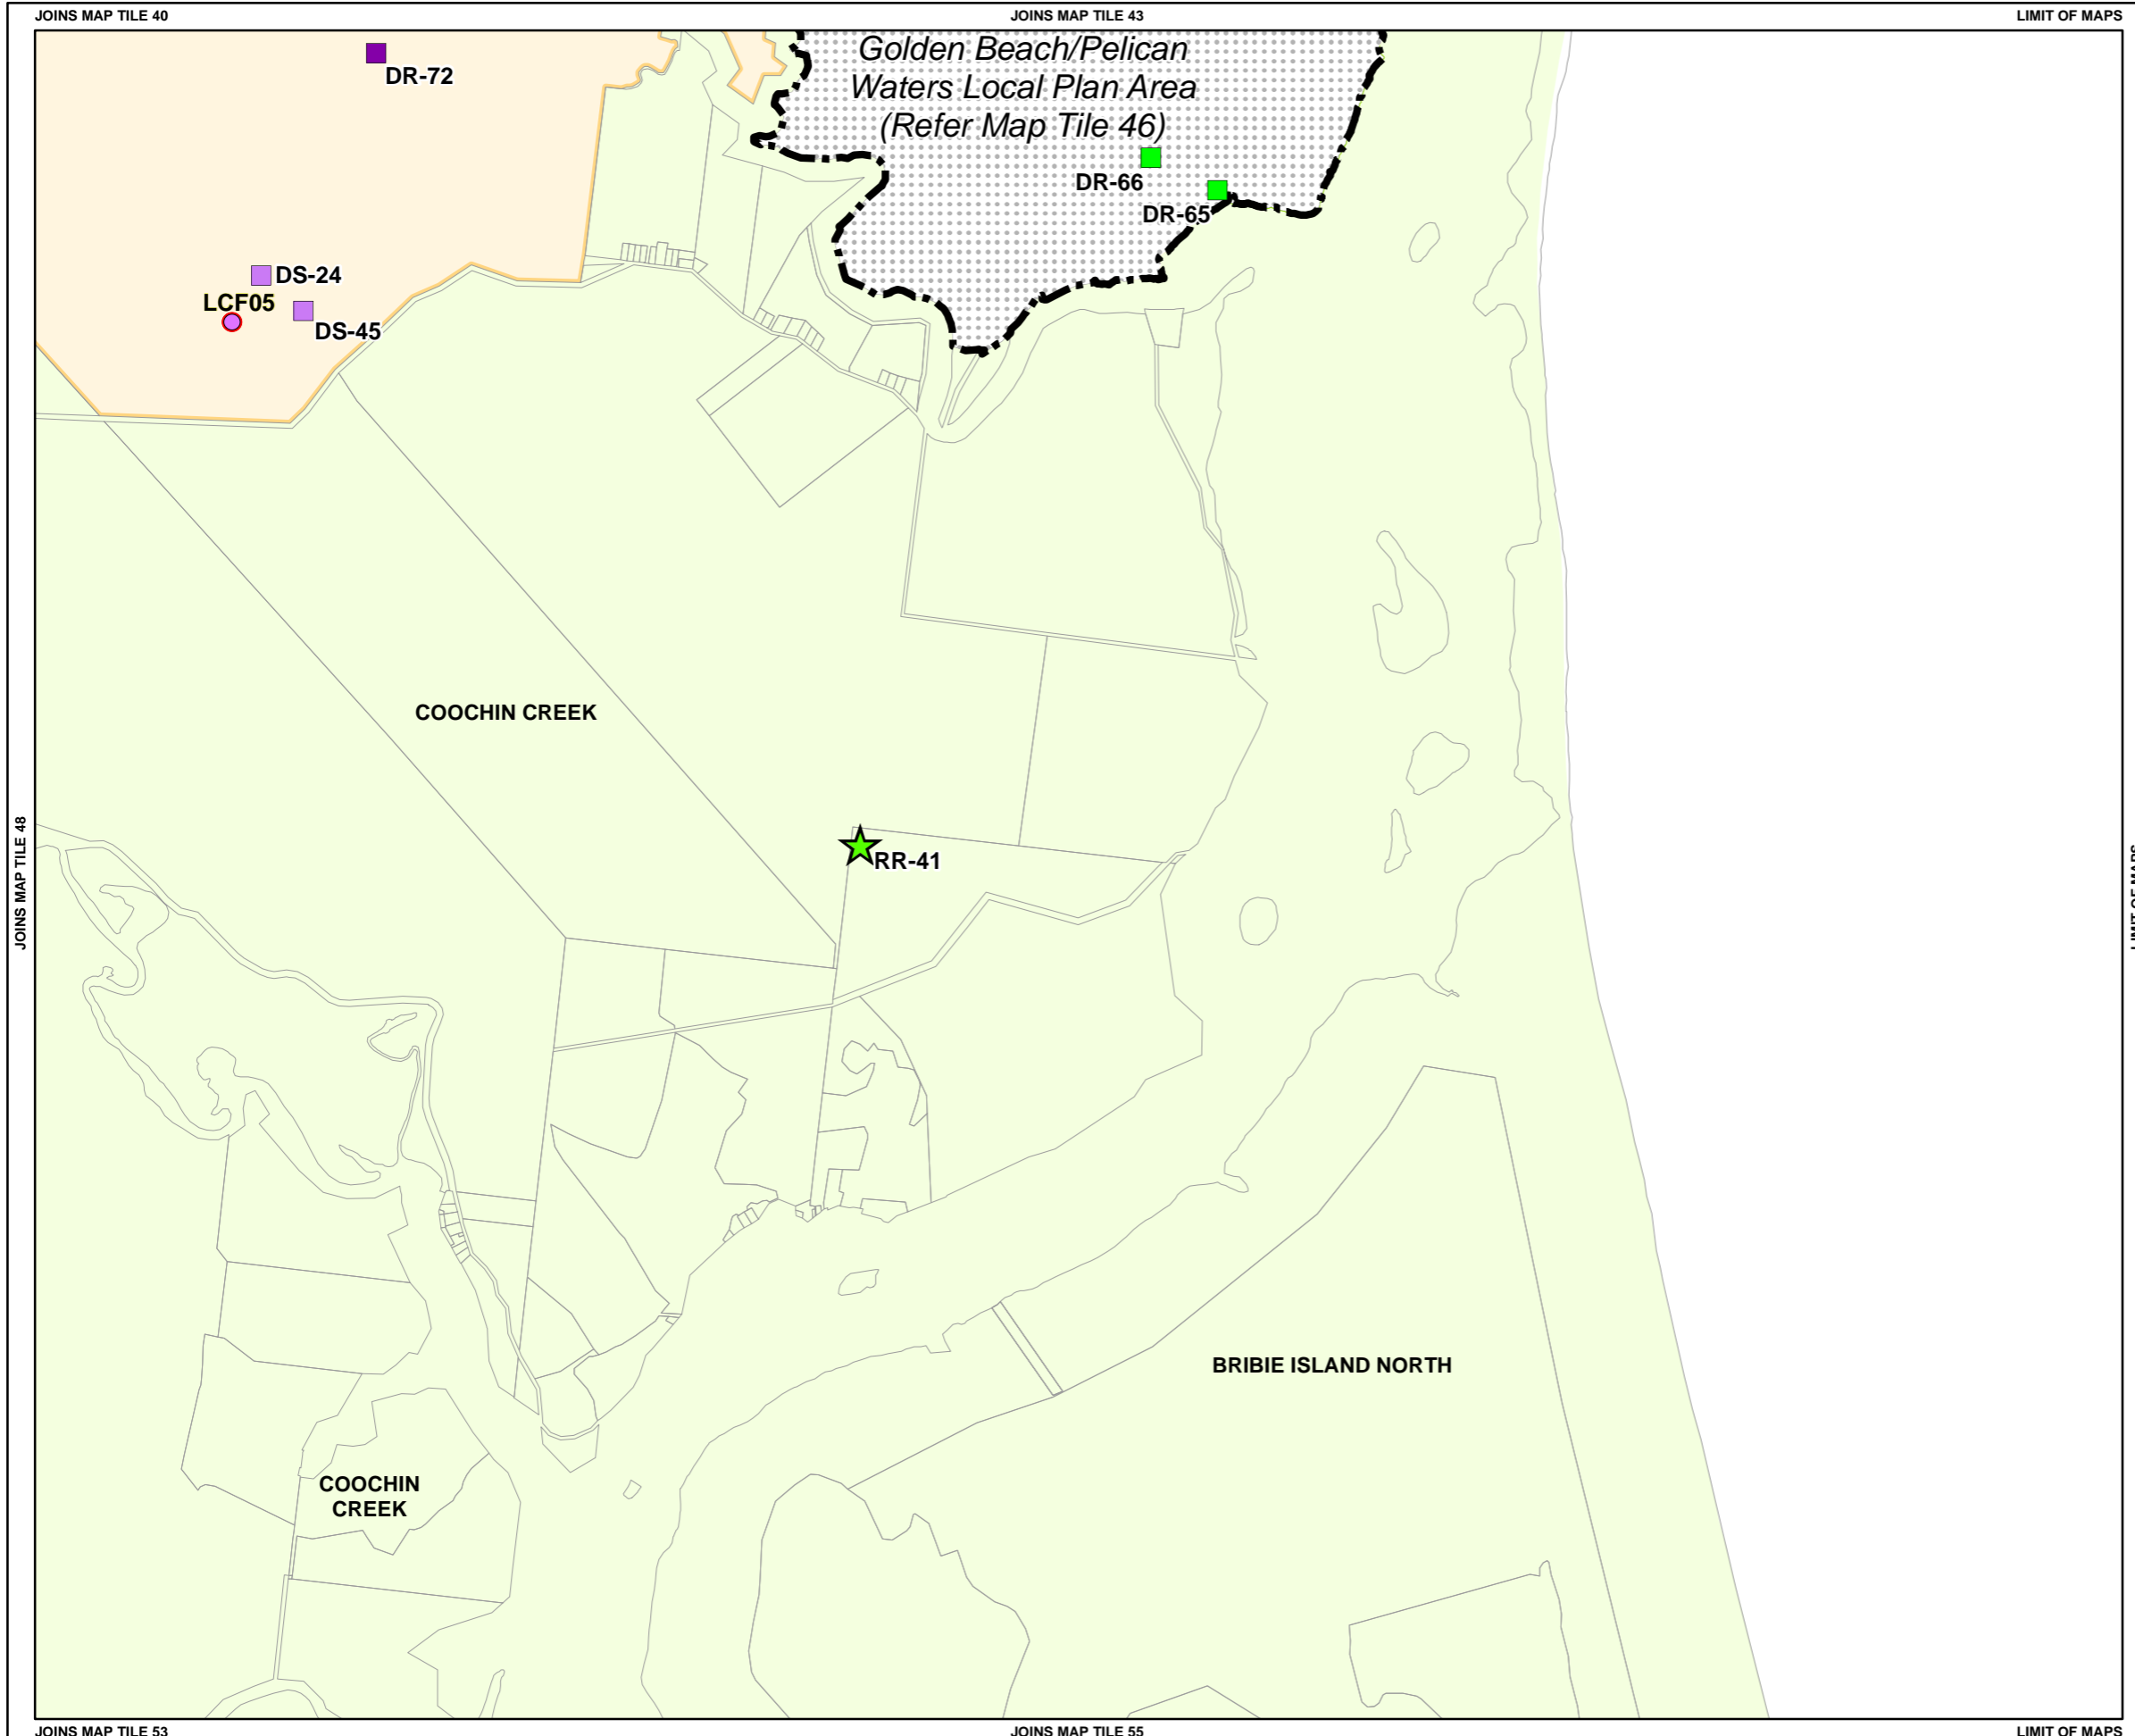 JOINS MAP TILE 40
JOINS MAP TILE 43
LIMIT OF MAPS
Golden Beach/Pelican
Waters Local Plan Area
(Refer Map Tile 46)
DR-72
DR-66
DR-65
DS-24
LCF05
DS-45
COOCHIN CREEK
RR-41
JOINS MAP TILE 48
LIMIT OF MAPS
BRIBIE ISLAND NORTH
COOCHIN
CREEK
JOINS MAP TILE 53
JOINS MAP TILE 55
LIMIT OF MAPS